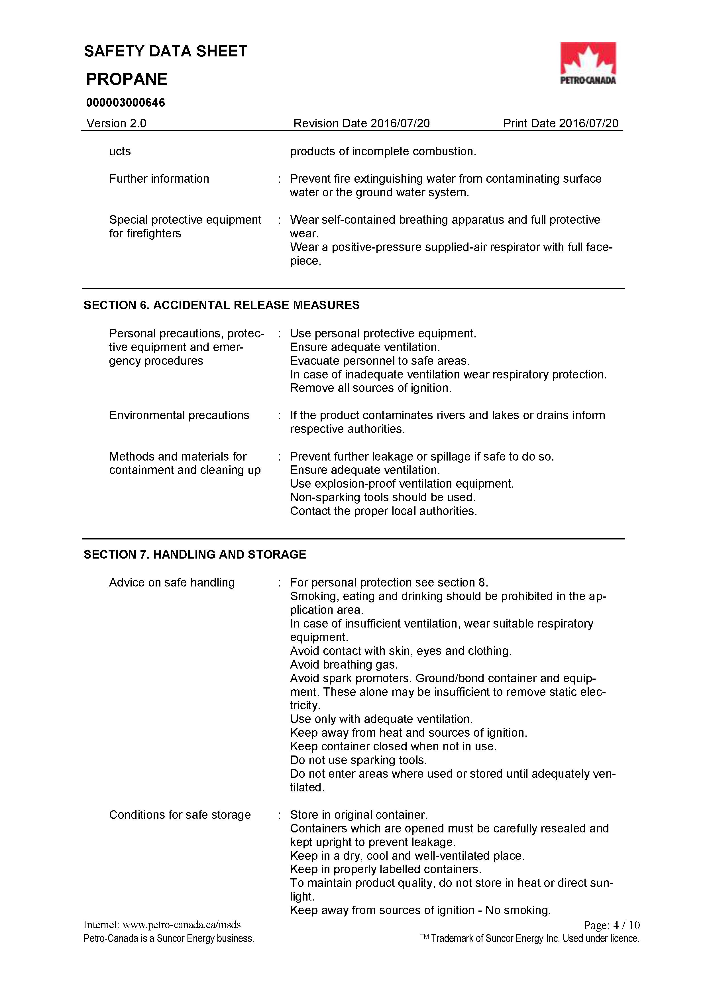 SAFETY DATA SHEET
PROPANE
000003000646
PETRO-CANADA
Version 2.0 Revision Date 2016/07/20 Print Date 2016/07/20
ucts products of incomplete combustion.
Further information : Prevent fire extinguishing water from contaminating surface
water or the ground water system.
Special protective equipment : Wear self-contained breathing apparatus and full protective
for firefighters wear.
Wear a positive-pressure supplied-air respirator with full face-
piece.
SECTION 6. ACCIDENTAL RELEASE MEASURES
Personal precautions, protec- : Use personal protective equipment.
tive equipment and emer- Ensure adequate ventilation.
gency procedures Evacuate personnel to safe areas.
In case of inadequate ventilation wear respiratory protection.
Remove all sources of ignition.
Environmental precautions : If the product contaminates rivers and lakes or drains inform
respective authorities.
Methods and materials for : Prevent further leakage or spillage if safe to do so.
containment and cleaning up Ensure adequate ventilation.
Use explosion-proof ventilation equipment.
Non-sparking tools should be used.
Contact the proper local authorities.
SECTION 7. HANDLING AND STORAGE
Advice on safe handling : For personal protection see section 8.
Smoking, eating and drinking should be prohibited in the ap-
plication area.
In case of insufficient ventilation, wear suitable respiratory
equipment.
Avoid contact with skin, eyes and clothing.
Avoid breathing gas.
Avoid spark promoters. Ground/bond container and equip-
ment. These alone may be insufficient to remove static elec-
tricity.
Use only with adequate ventilation.
Keep away from heat and sources of ignition.
Keep container closed when not in use.
Do not use sparking tools.
Do not enter areas where used or stored until adequately ven-
tilated.
Conditions for safe storage : Store in original container.
Containers which are opened must be carefully resealed and
kept upright to prevent leakage.
Keep in a dry, cool and well-ventilated place.
Keep in properly labelled containers.
To maintain product quality, do not store in heat or direct sun-
light.
Keep away from sources of ignition - No smoking.
Internet: www.petro-canada.ca/msds Page: 4 / 10
Petro-Canada is a Suncor Energy business. TM Trademark of Suncor Energy Inc. Used under licence.